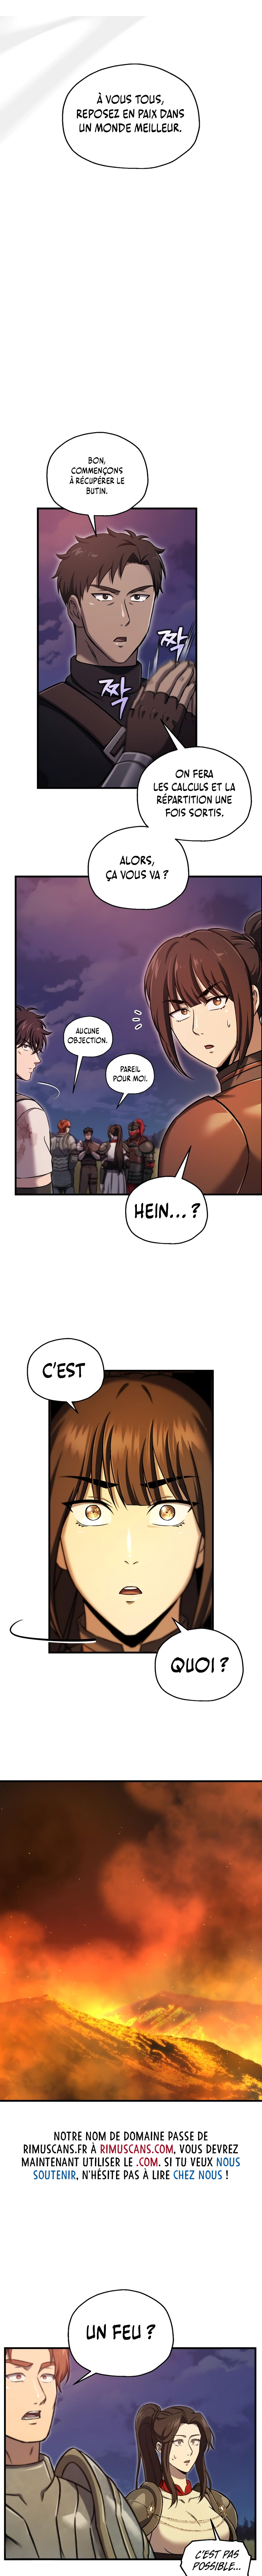 À VOUS TOUS,
REPOSEZ EN PAIX DANS
UN MONDE MEILLEUR.
BON,
COMMENÇONS
À RÉCUPÉRER LE
BUTIN.
짝
짝
ON FERA
LES CALCULS ET LA
RÉPARTITION UNE
FOIS SORTIS.
ALORS,
ÇA VOUS VA ?
AUCUNE
OBJECTION.
PAREIL
POUR MOI.
HEIN... ?
C'EST
QUOI ?
NOTRE NOM DE DOMAINE PASSE DE
RIMUSCANS.FR À RIMUSCANS.COM, VOUS DEVREZ
MAINTENANT UTILISER LE .COM. SI TU VEUX NOUS
SOUTENIR, N'HÉSITE PAS À LIRE CHEZ NOUS !
UN FEU ?
C'EST PAS
POSSIBLE...